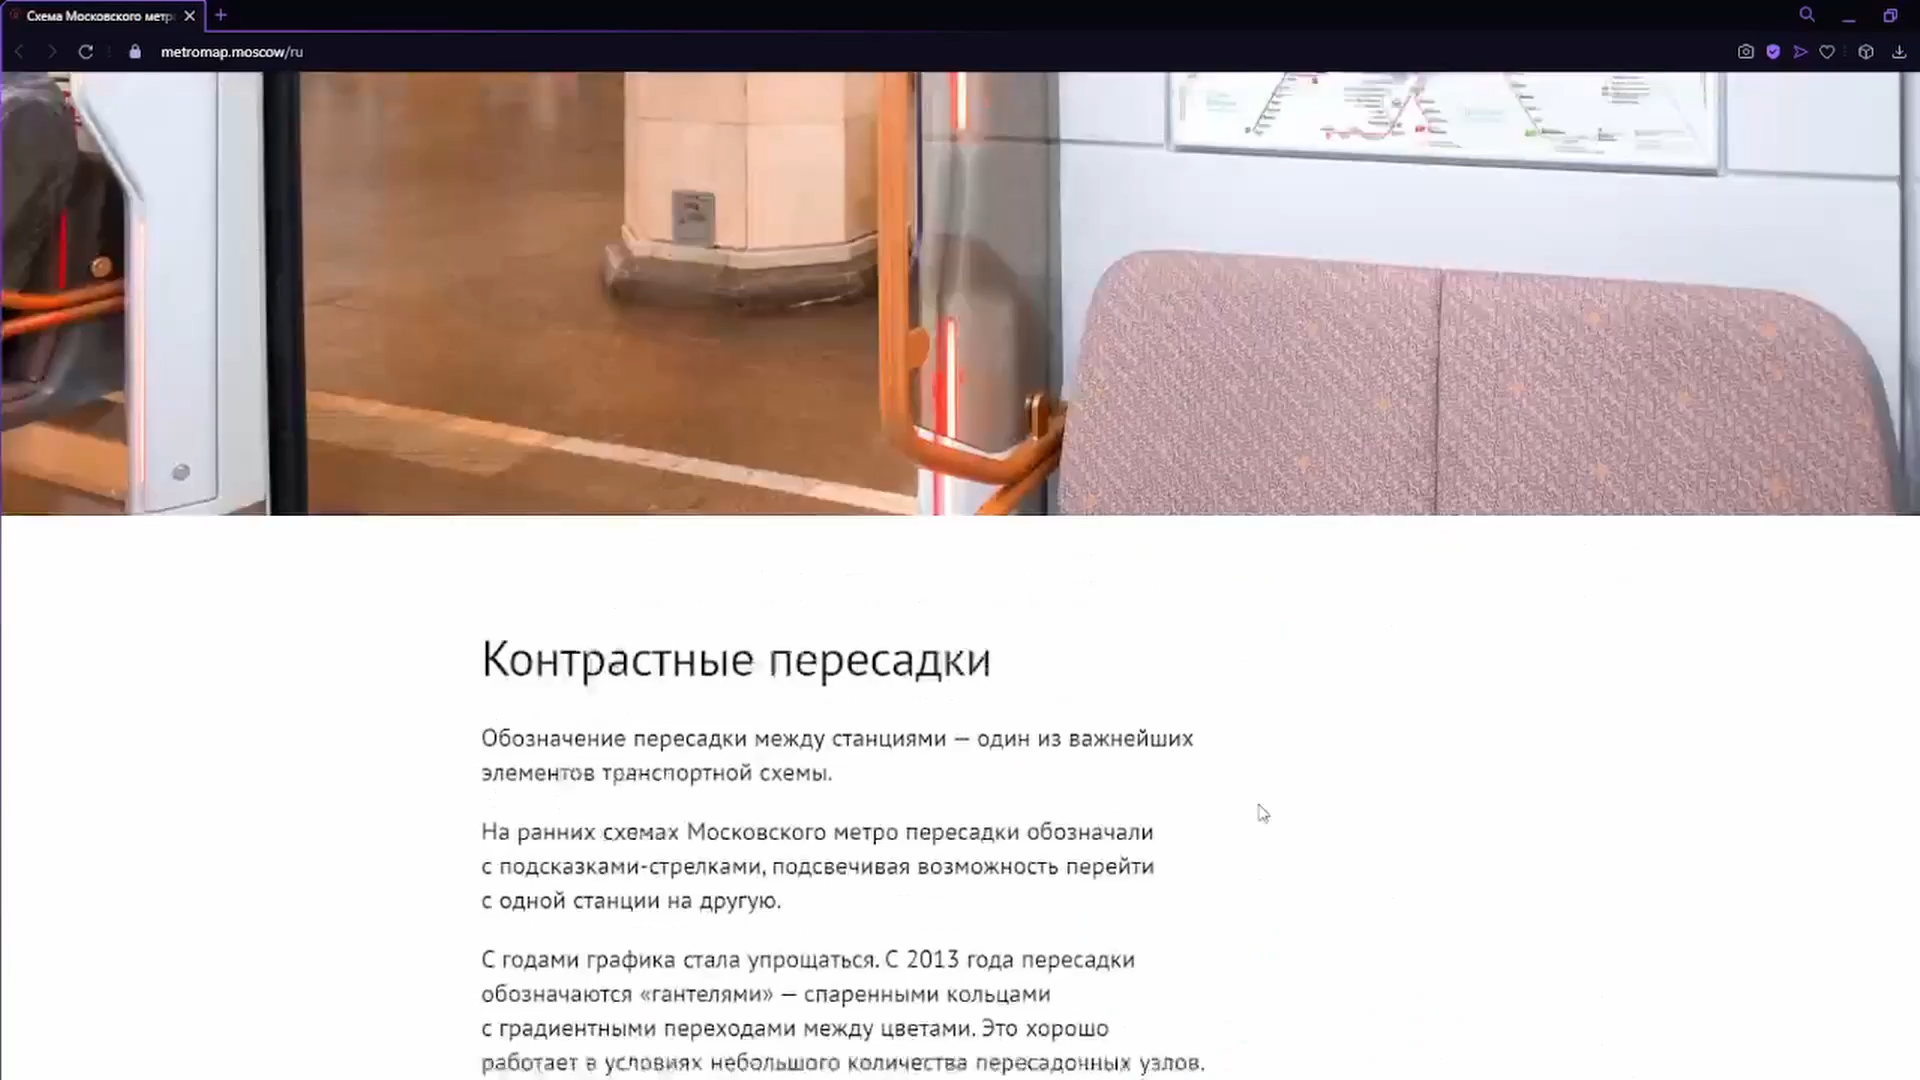 Схема Московского метр
metromap.moscow/ru
Контрастные пересадки
Обозначение пересадки между станциями — один из важнейших
элементов транспортной схемы.
На ранних схемах Московского метро пересадки обозначали
с подсказками-стрелками, подсвечивая возможность перейти
с одной станции на другую.
С годами графика стала упрощаться. С 2013 года пересадки
обозначаются «гантелями» — спаренными кольцами
с градиентными переходами между цветами. Это хорошо
работает в условиях небольшого количества пересадочных узлов.